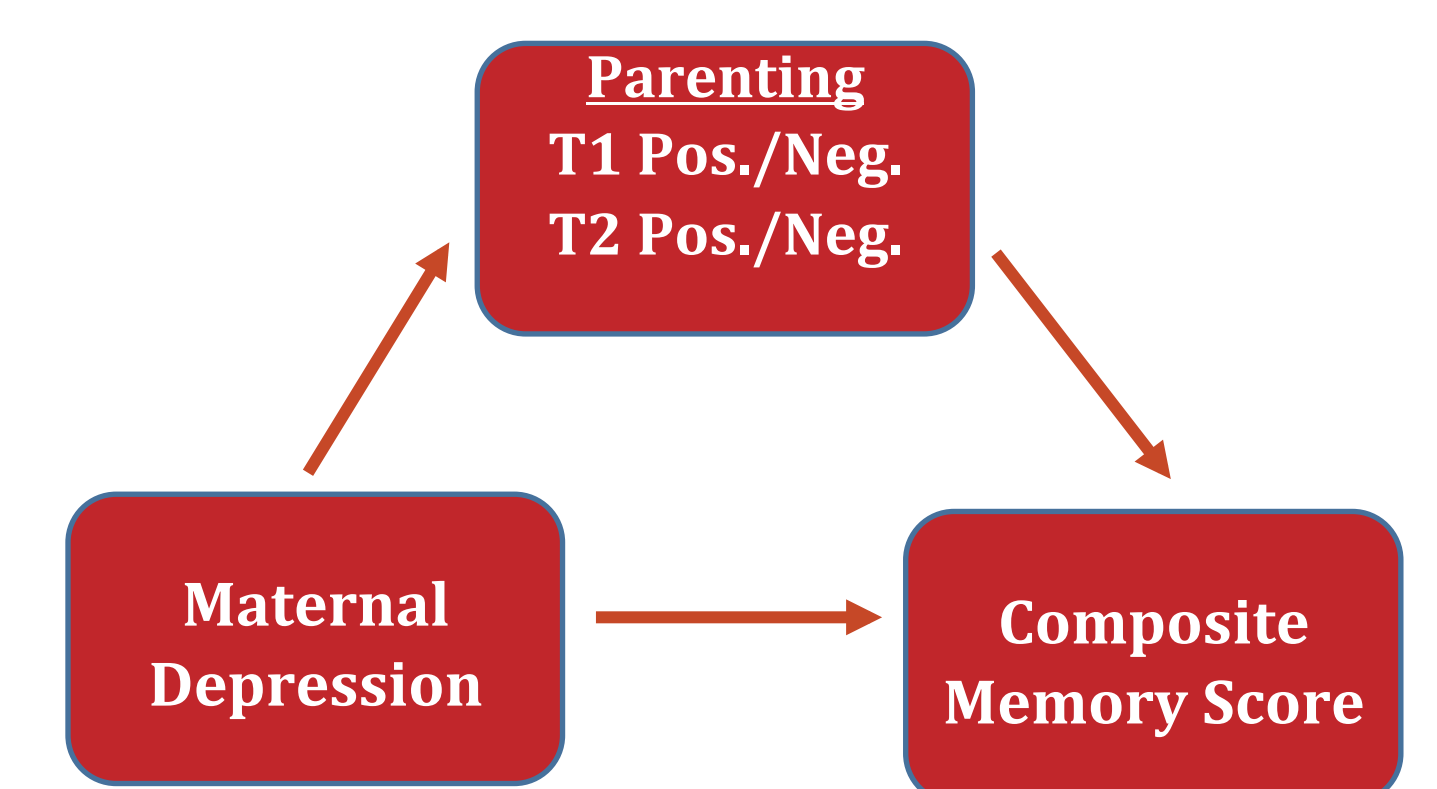 Parenting
T1 Pos./Neg.
T2 Pos./Neg.
Maternal
Depression
Composite
Memory Score